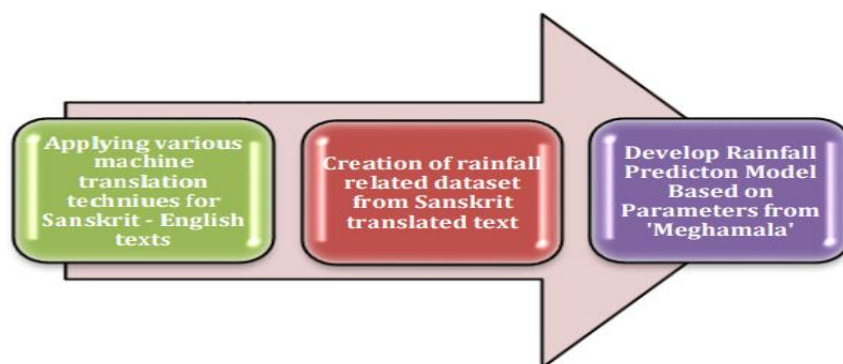 Applying various
machine
translation
techniues for
Sanskrit - English
texts
Creation of rainfall
related dataset
from Sanskrit
translated text
Develop Rainfall
Predicton Model
Based on
Parameters from
'Meghamala'